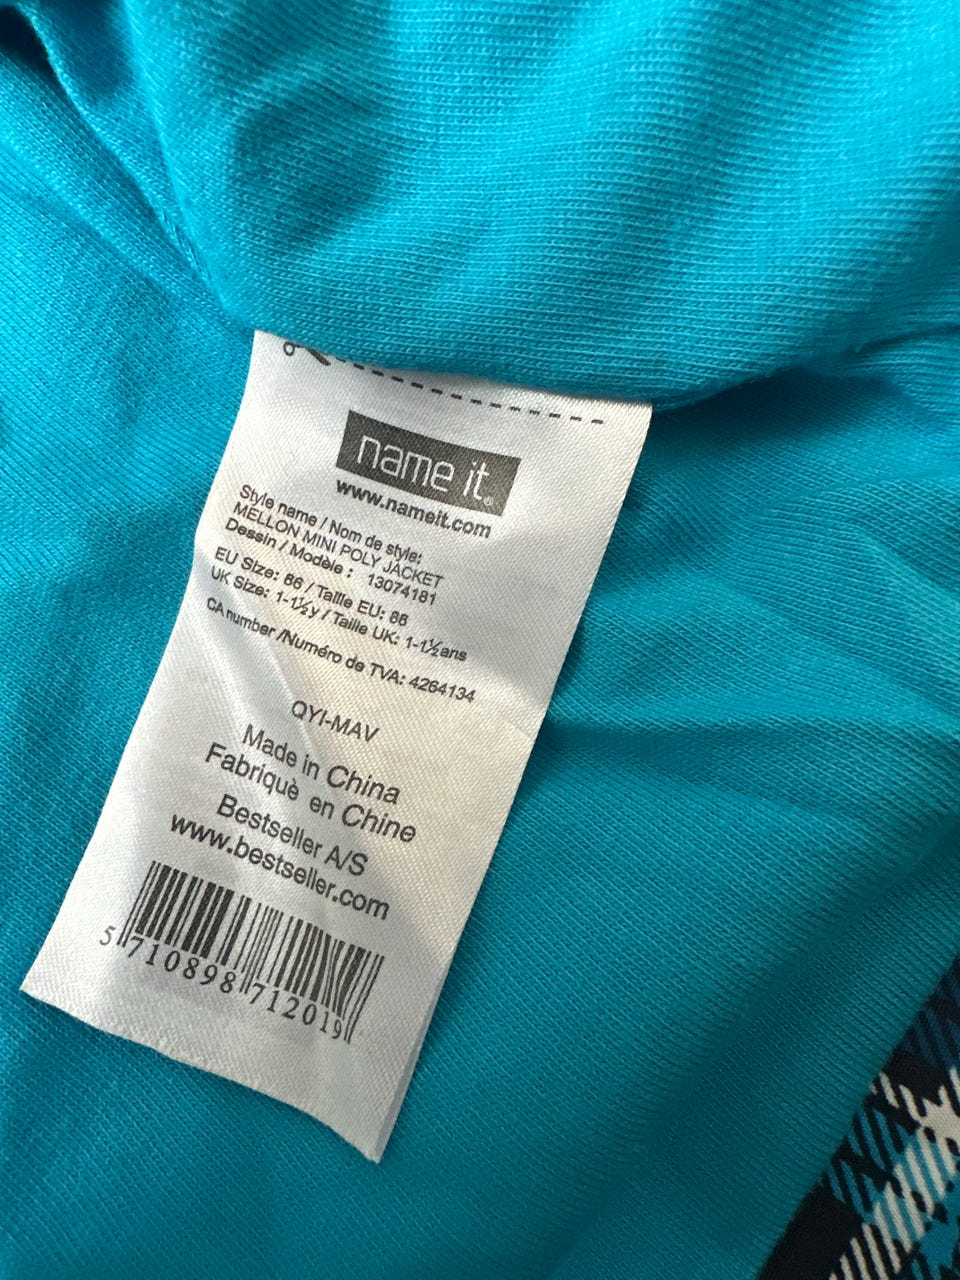 name it
www.nameit.com
Style name / Nom de style:
MELLON MINI POLY JACKET
Dessin / Modèle : 13074181
EU Size: 86 / Taille EU: 86
UK Size: 1-1½y / Taille UK: 1-1½ans
CA number /Numéro de TVA: 4264134
QYI-MAV
Made in China
Fabriquè en Chine
Bestseller A/S
www.bestseller.com
5 710898 712019